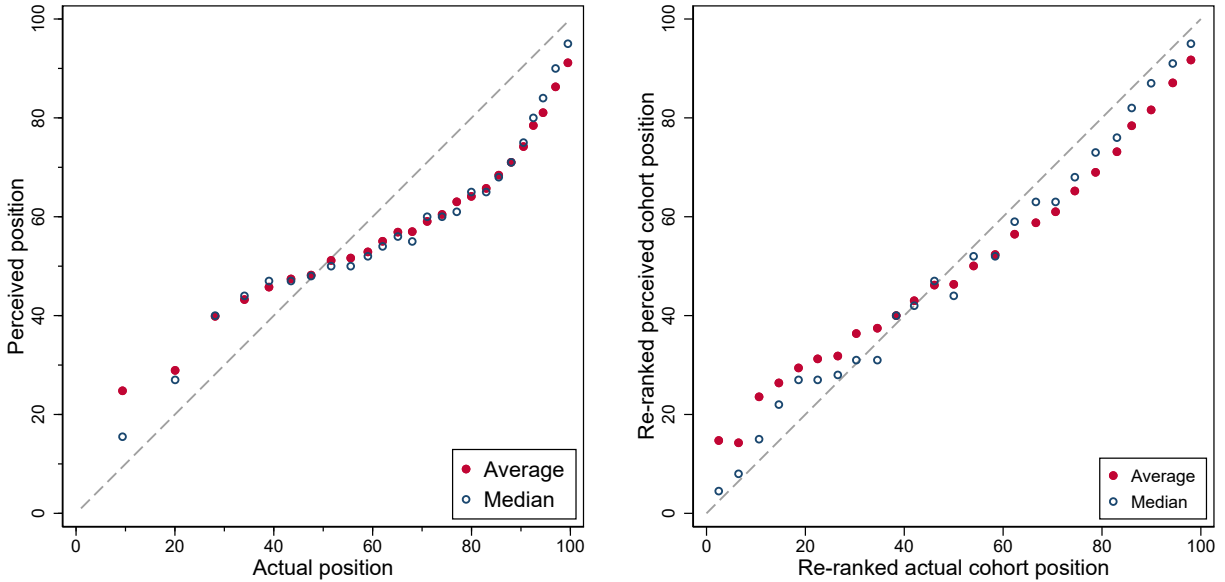 100
80
60
40
20
0
Perceived position
0 20 40 60 80 100
Actual position
Average
Median
100
80
60
40
20
0
Re-ranked perceived cohort position
0 20 40 60 80 100
Re-ranked actual cohort position
Average
Median